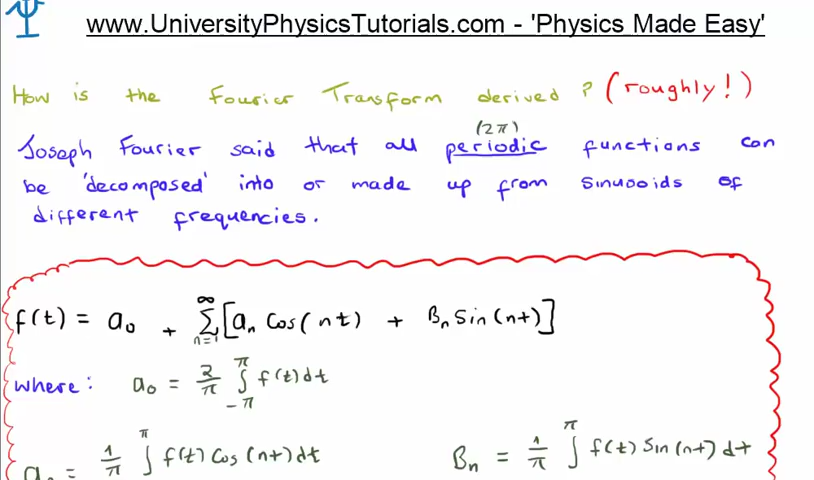 www.UniversityPhysicsTutorials.com - 'Physics Made Easy'
How is the Fourier Transform derived? (roughly!)
(2π)
Joseph Fourier said that all periodic functions can
be 'decomposed' into or made up from sinusoids of
different frequencies.
f(t) = a₀ + ∑_{n=1}^{∞} [aₙ Cos(nt) + Bₙ Sin(nt)]
where: a₀ = 2/π ∫_{-π}^{π} f(t)dt
aₙ = 1/π ∫^{π} f(t) Cos(nt)dt Bₙ = 1/π ∫^{π} f(t) Sin(nt)dt